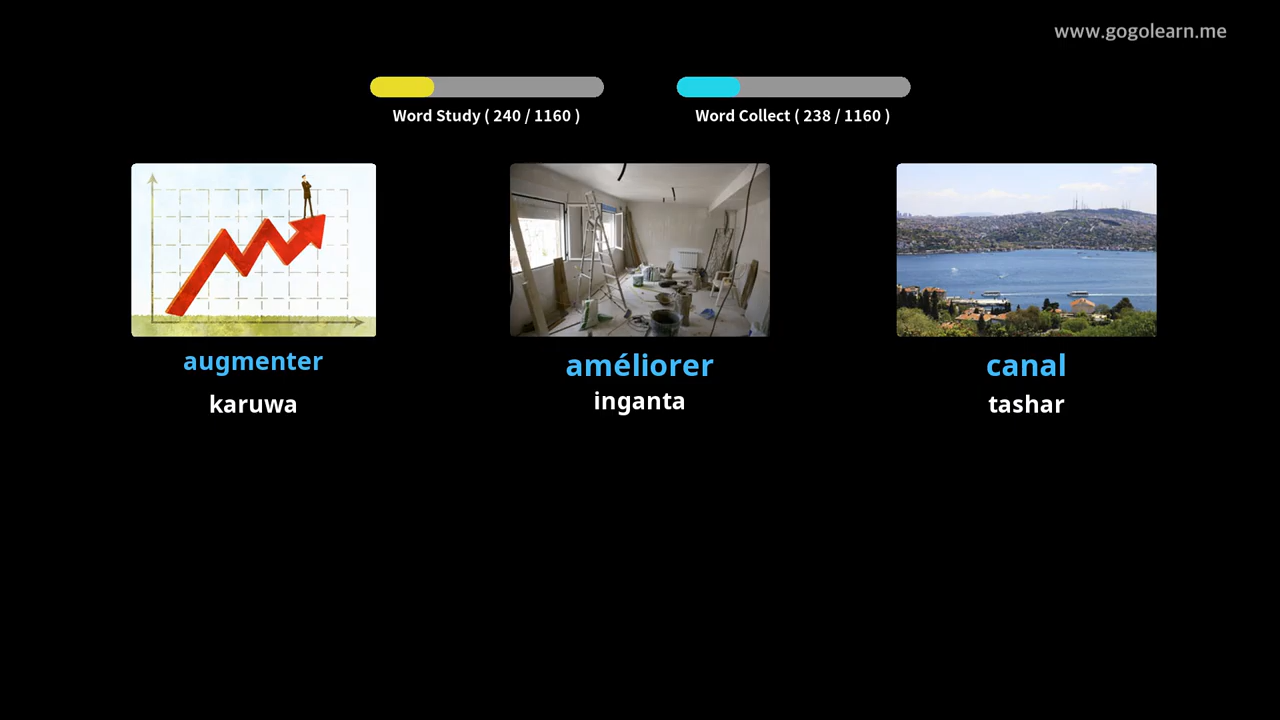 www.gogolearn.me
Word Study ( 240 / 1160 )
Word Collect ( 238 / 1160 )
augmenter
karuwa
améliorer
inganta
canal
tashar